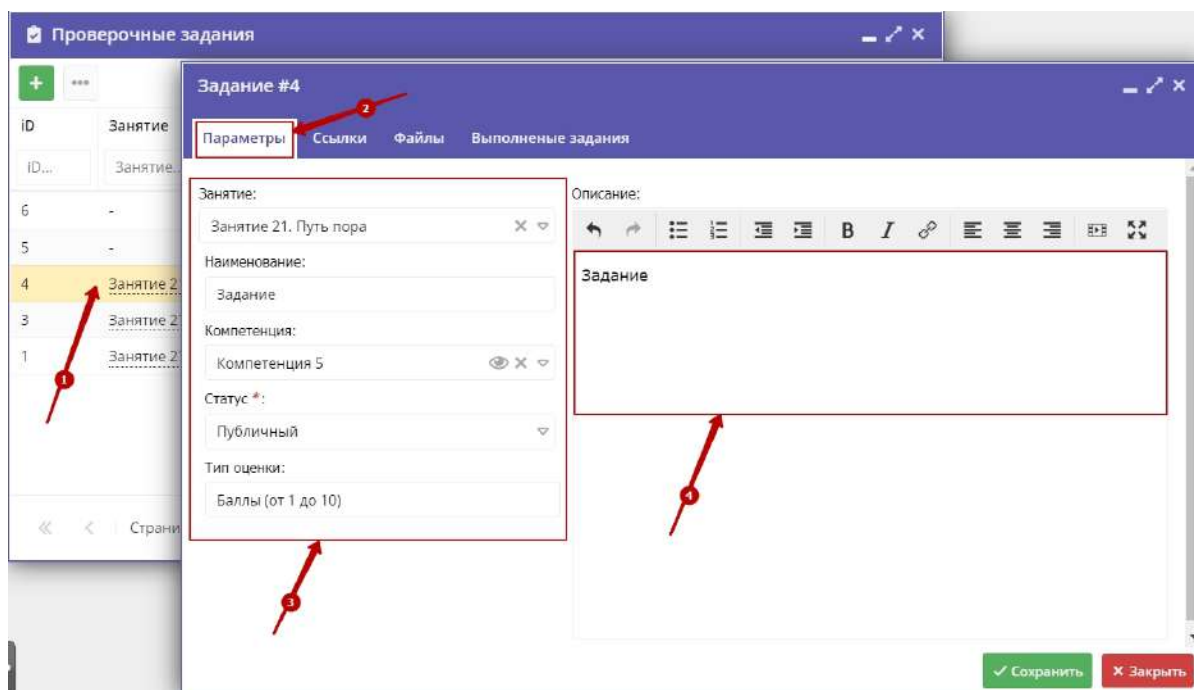 Проверочные задания
Задание #4
Параметры Ссылки Файлы Выполненые задания
iD Занятие
ID... Занятие...
6 -
5 -
4 Занятие 2
3 Занятие 2
1 Занятие 2
« < Страни
Занятие:
Занятие 21. Путь пора
Наименование:
Задание
Компетенция:
Компетенция 5
Статус *:
Публичный
Тип оценки:
Баллы (от 1 до 10)
Описание:
B I
Задание
1
2
3
4
Сохранить × Закрыть